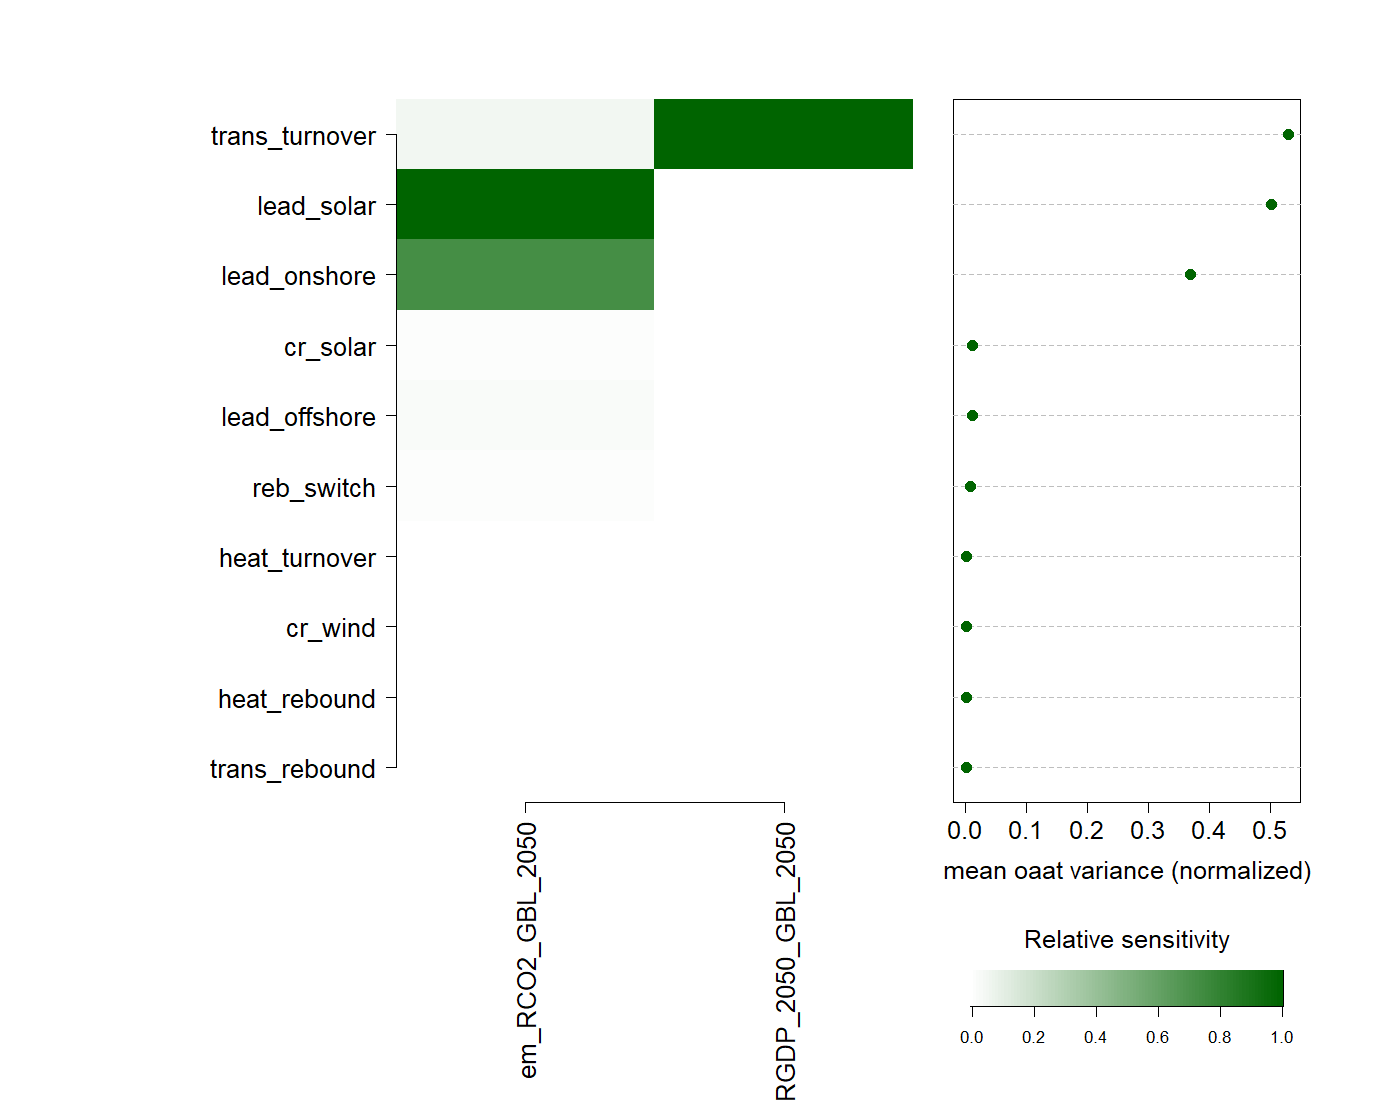 trans_turnover
lead_solar
lead_onshore
cr_solar
lead_offshore
reb_switch
heat_turnover
cr_wind
heat_rebound
trans_rebound
em_RCO2_GBL_2050
RGDP_2050_GBL_2050
0.0 0.1 0.2 0.3 0.4 0.5
mean oaat variance (normalized)
Relative sensitivity
0.0 0.2 0.4 0.6 0.8 1.0